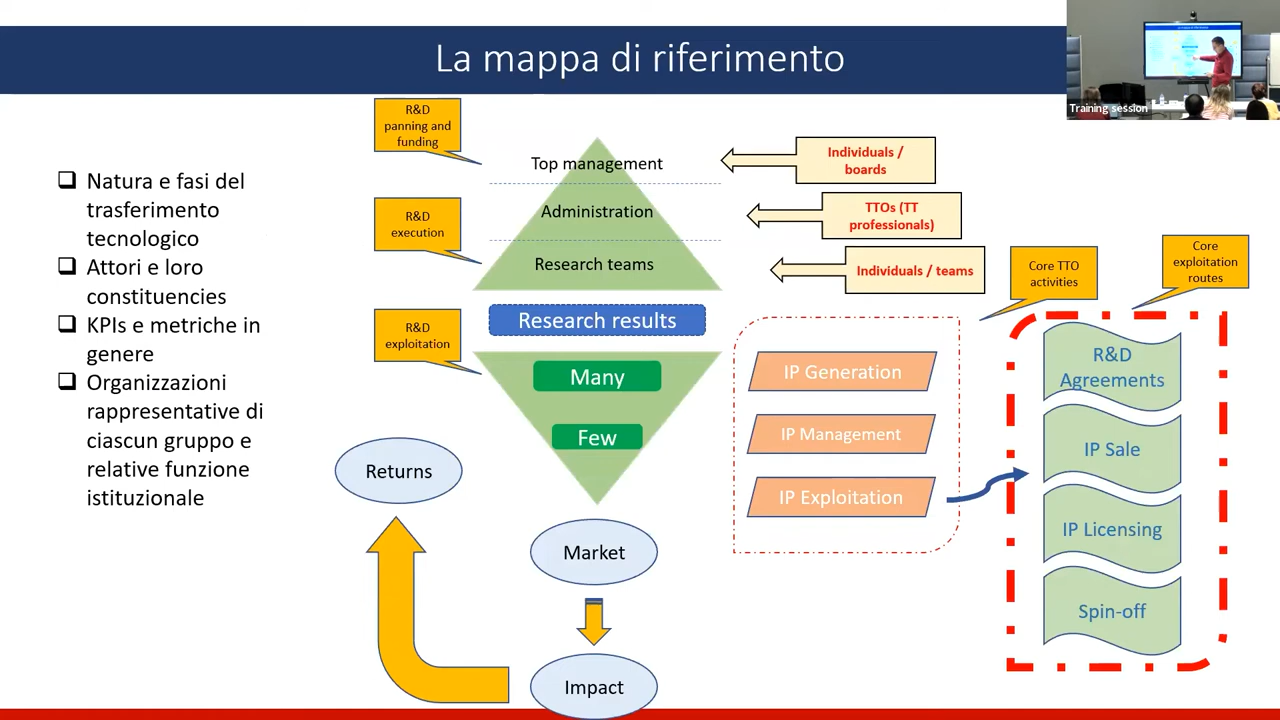 La mappa di riferimento
Training session
Natura e fasi del
trasferimento
tecnologico
Attori e loro
constituencies
KPIs e metriche in
genere
Organizzazioni
rappresentative di
ciascun gruppo e
relative funzione
istituzionale
R&D
panning and
funding
R&D
execution
R&D
exploitation
Top management
Administration
Research teams
Research results
Many
Few
Returns
Market
Impact
Individuals /
boards
TTOs (TT
professionals)
Individuals / teams
Core TTO
activities
Core
exploitation
routes
IP Generation
IP Management
IP Exploitation
R&D
Agreements
IP Sale
IP Licensing
Spin-off